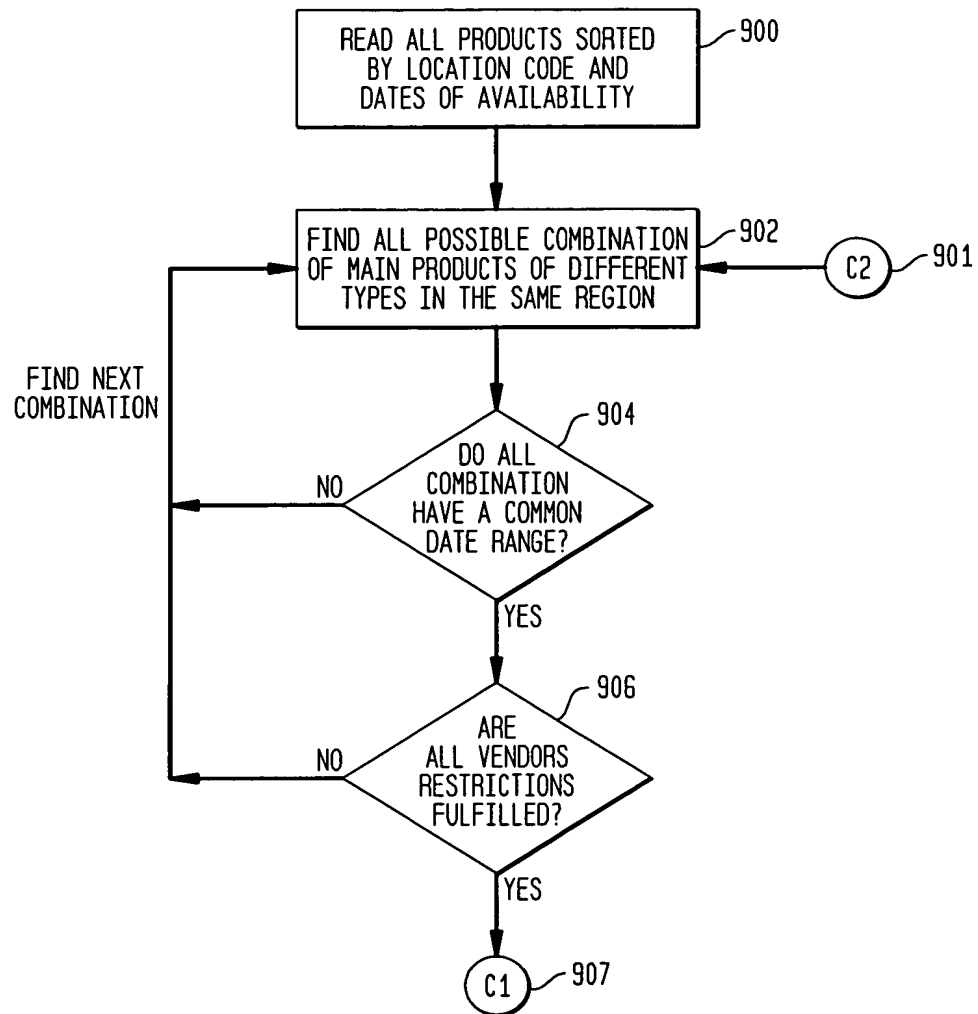 READ ALL PRODUCTS SORTED
BY LOCATION CODE AND
DATES OF AVAILABILITY
900
FIND ALL POSSIBLE COMBINATION
OF MAIN PRODUCTS OF DIFFERENT
TYPES IN THE SAME REGION
902
C2
901
FIND NEXT
COMBINATION
904
DO ALL
COMBINATION
HAVE A COMMON
DATE RANGE?
NO
YES
906
ARE
ALL VENDORS
RESTRICTIONS
FULFILLED?
NO
YES
C1
907